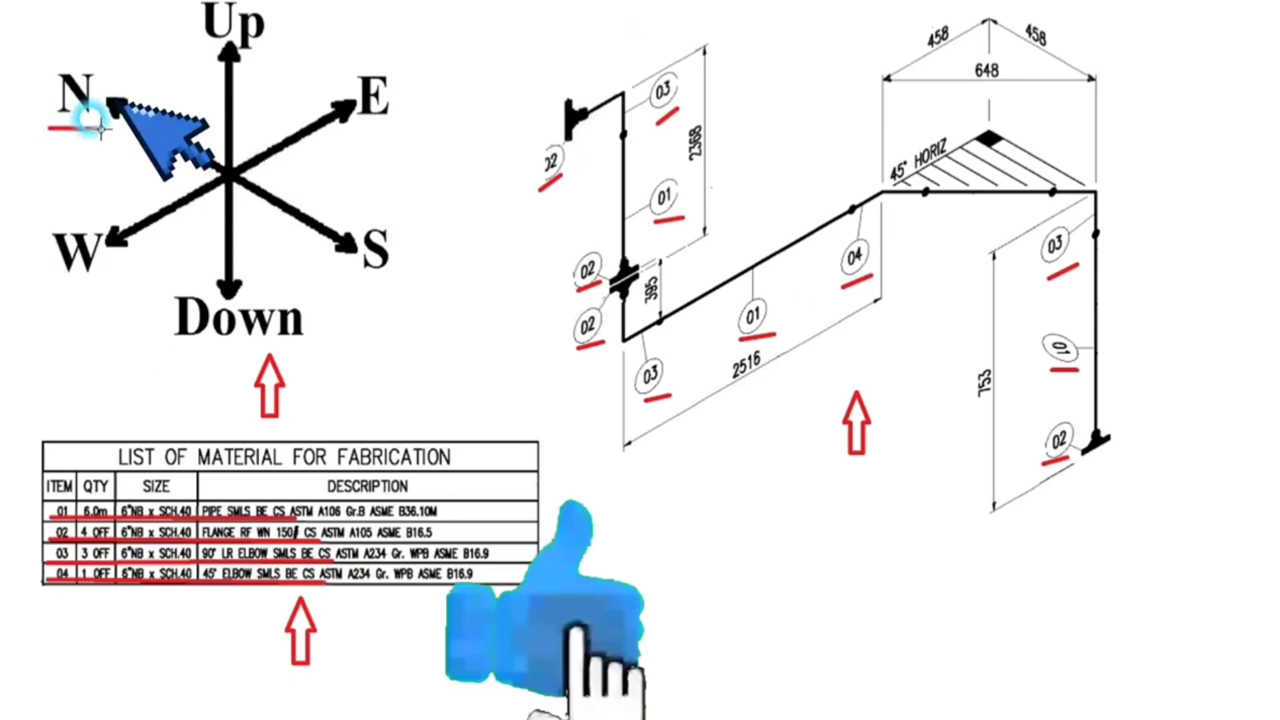 Up
N
E
W
S
Down
LIST OF MATERIAL FOR FABRICATION
ITEM QTY SIZE DESCRIPTION
01 6.0m 6"NB x SCH.40 PIPE SMLS BE CS ASTM A106 Gr.B ASME B36.10M
02 4 OFF 6"NB x SCH.40 FLANGE RF WN 150# CS ASTM A105 ASME B16.5
03 3 OFF 6"NB x SCH.40 90° LR ELBOW SMLS BE CS ASTM A234 Gr. WPB ASME B16.9
04 1 OFF 6"NB x SCH.40 45° ELBOW SMLS BE CS ASTM A234 Gr. WPB ASME B16.9
458
458
648
03
2368
02
45° HORIZ
01
03
04
02
395
02
01
01
2516
03
753
02